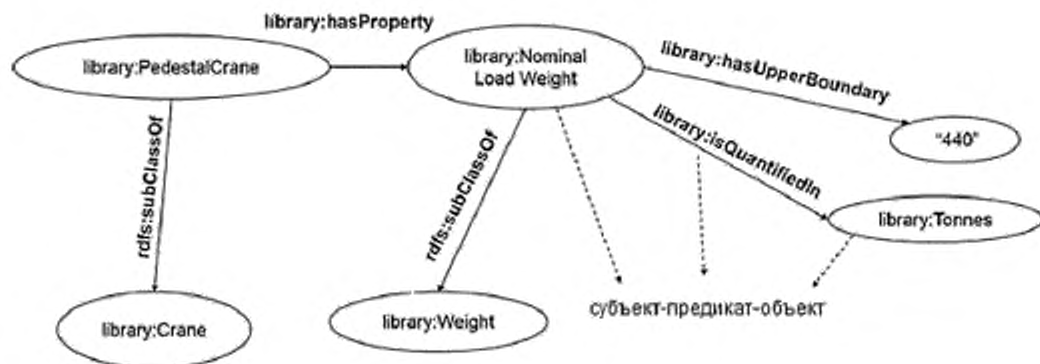 library:hasProperty
library:PedestalCrane
library:Nominal
Load Weight
library:hasUpperBoundary
"440"
library:isQuantifiedIn
library:Tonnes
rdfs:subClassOf
rdfs:subClassOf
субъект-предикат-объект
library:Crane
library:Weight